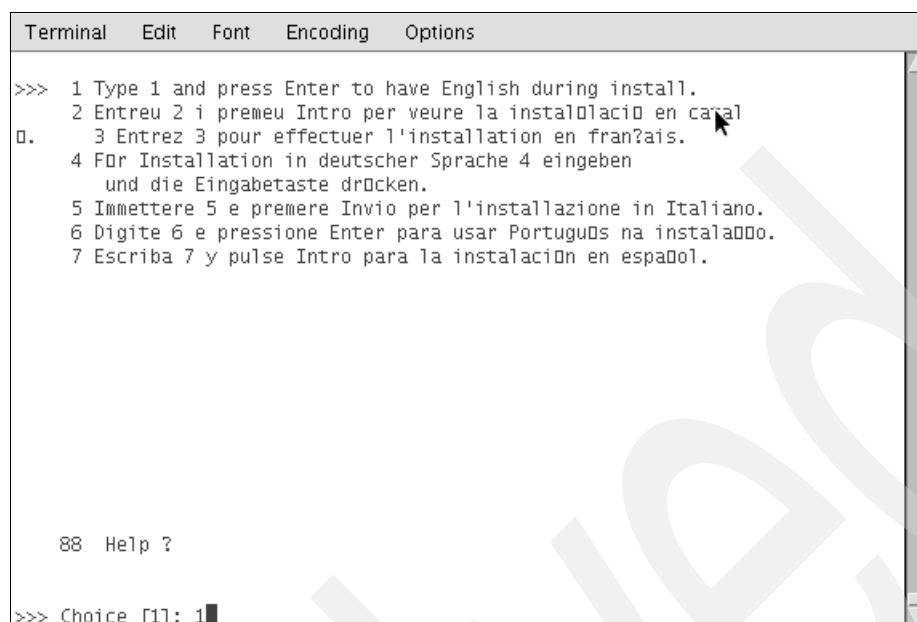 Terminal Edit Font Encoding Options
>>> 1 Type 1 and press Enter to have English during install.
2 Entreu 2 i premeu Intro per veure la instal▯laci▯ en catal
▯. 3 Entrez 3 pour effectuer l'installation en fran?ais.
4 F▯r Installation in deutscher Sprache 4 eingeben
und die Eingabetaste dr▯cken.
5 Immettere 5 e premere Invio per l'installazione in Italiano.
6 Digite 6 e pressione Enter para usar Portugu▯s na instala▯▯o.
7 Escriba 7 y pulse Intro para la instalaci▯n en espa▯ol.
88 Help ?
>>> Choice [1]: 1